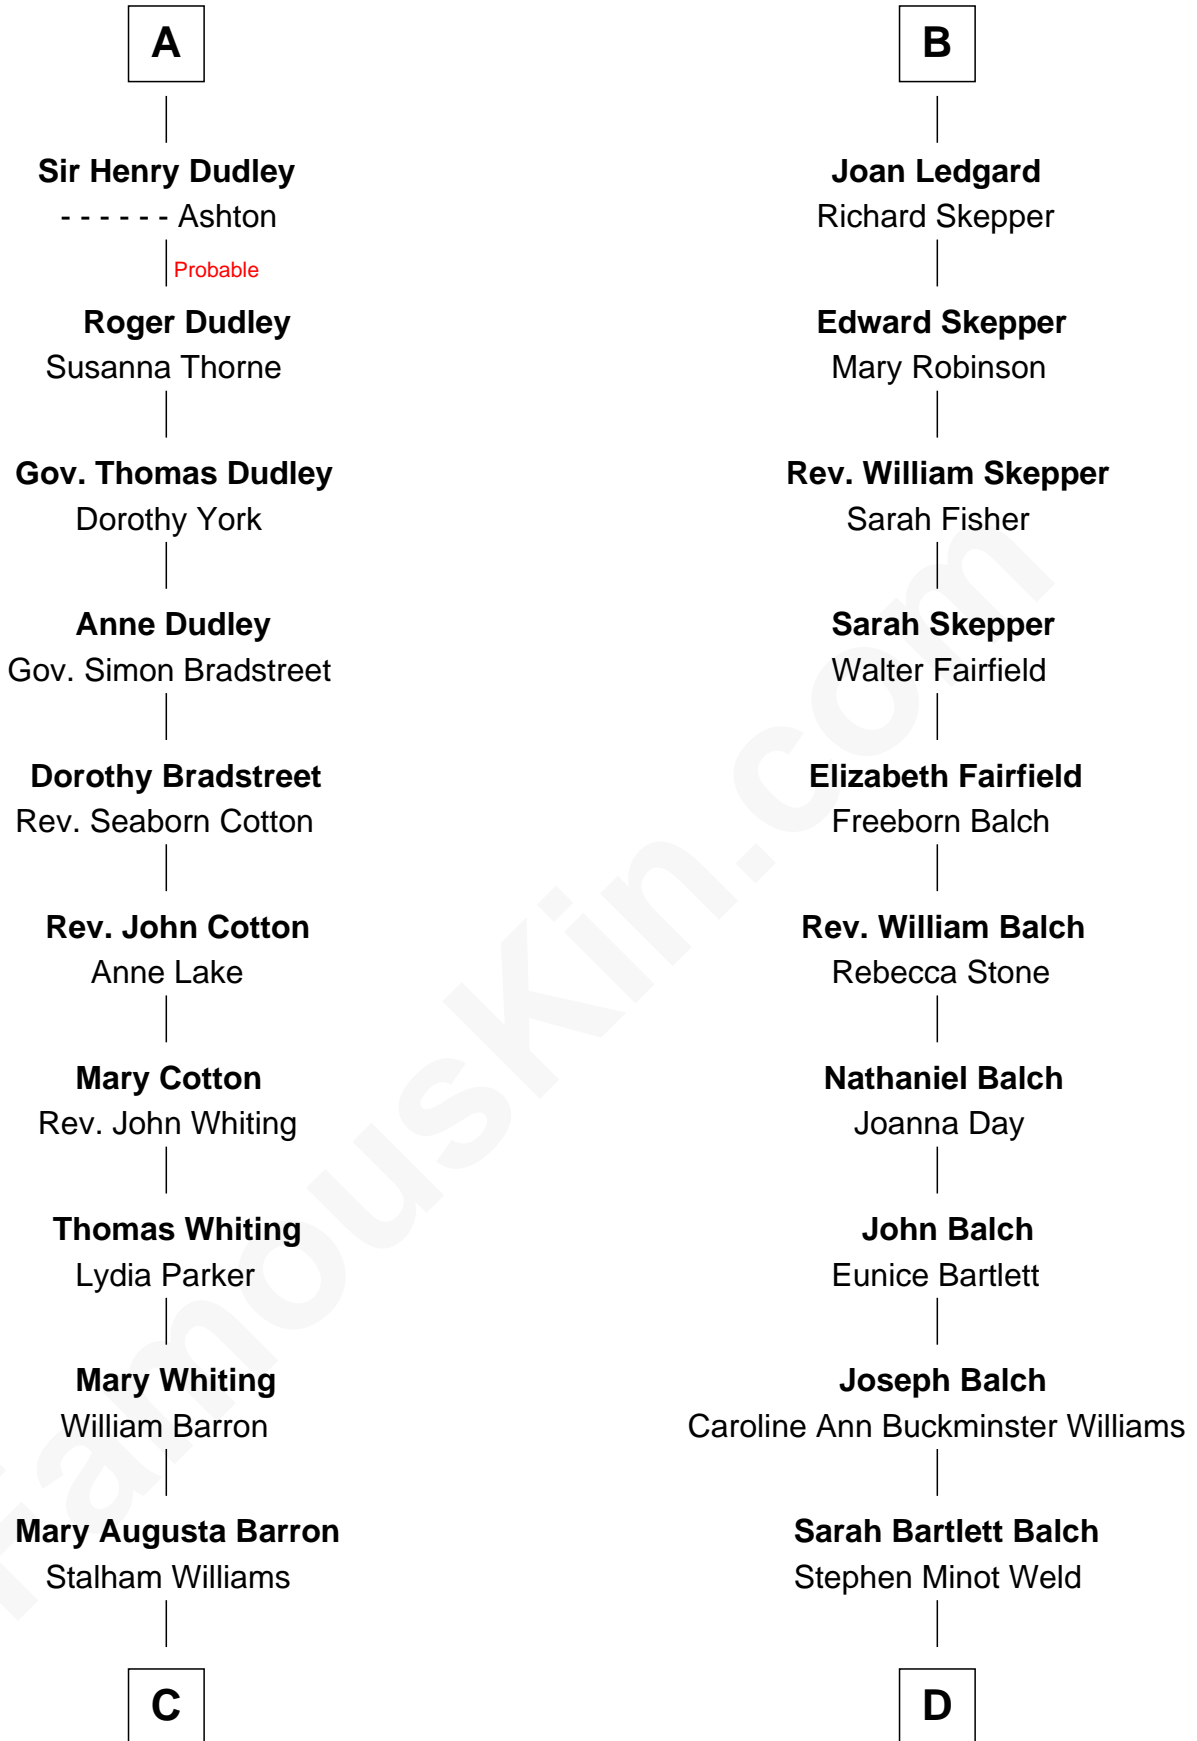 A
Sir Henry Dudley
- - - - - - Ashton
Probable
Roger Dudley
Susanna Thorne
Gov. Thomas Dudley
Dorothy York
Anne Dudley
Gov. Simon Bradstreet
Dorothy Bradstreet
Rev. Seaborn Cotton
Rev. John Cotton
Anne Lake
Mary Cotton
Rev. John Whiting
Thomas Whiting
Lydia Parker
Mary Whiting
William Barron
Mary Augusta Barron
Stalham Williams
C
B
Joan Ledgard
Richard Skepper
Edward Skepper
Mary Robinson
Rev. William Skepper
Sarah Fisher
Sarah Skepper
Walter Fairfield
Elizabeth Fairfield
Freeborn Balch
Rev. William Balch
Rebecca Stone
Nathaniel Balch
Joanna Day
John Balch
Eunice Bartlett
Joseph Balch
Caroline Ann Buckminster Williams
Sarah Bartlett Balch
Stephen Minot Weld
D
FamousKin.com